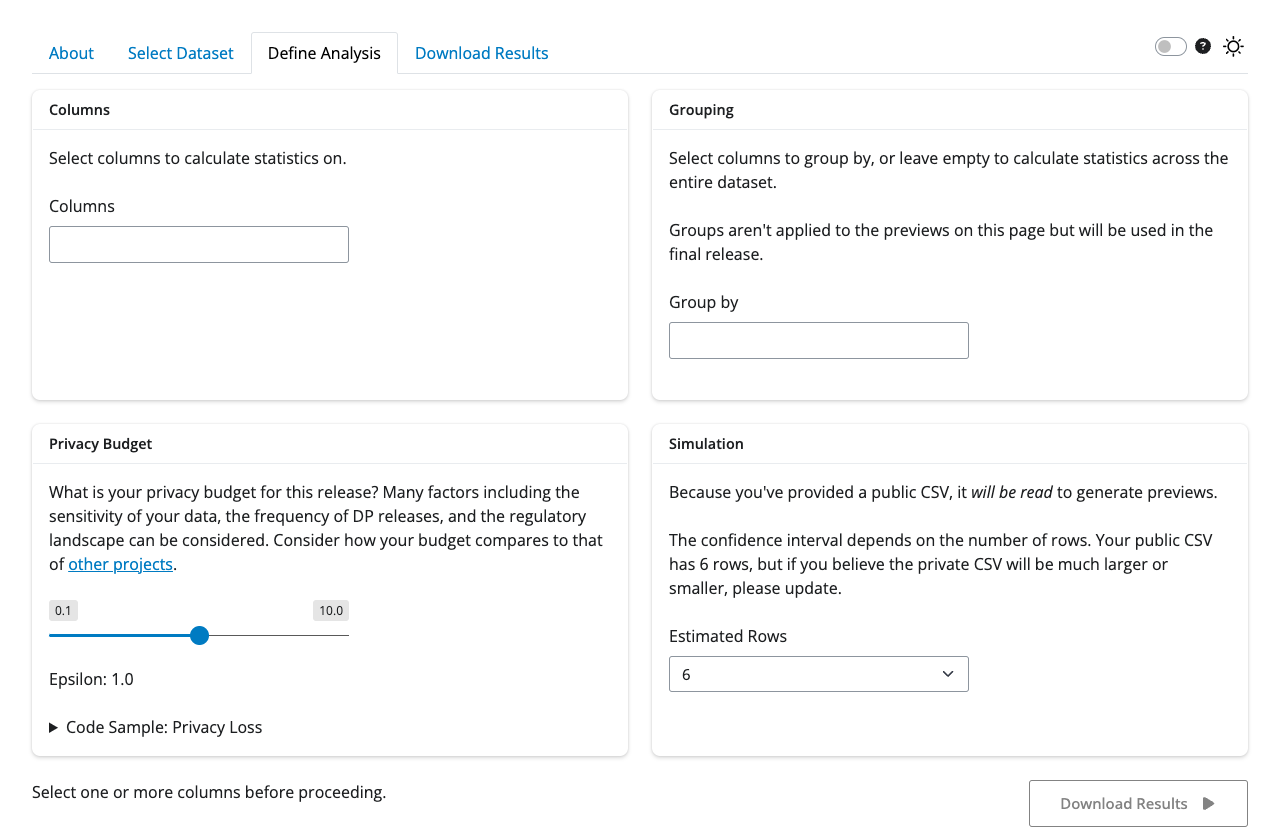 About
Select Dataset
Define Analysis
Download Results
?
Columns
Select columns to calculate statistics on.
Columns
Grouping
Select columns to group by, or leave empty to calculate statistics across the
entire dataset.
Groups aren't applied to the previews on this page but will be used in the
final release.
Group by
Privacy Budget
What is your privacy budget for this release? Many factors including the
sensitivity of your data, the frequency of DP releases, and the regulatory
landscape can be considered. Consider how your budget compares to that
of other projects.
0.1
10.0
Epsilon: 1.0
Code Sample: Privacy Loss
Simulation
Because you've provided a public CSV, it will be read to generate previews.
The confidence interval depends on the number of rows. Your public CSV
has 6 rows, but if you believe the private CSV will be much larger or
smaller, please update.
Estimated Rows
6
Select one or more columns before proceeding.
Download Results